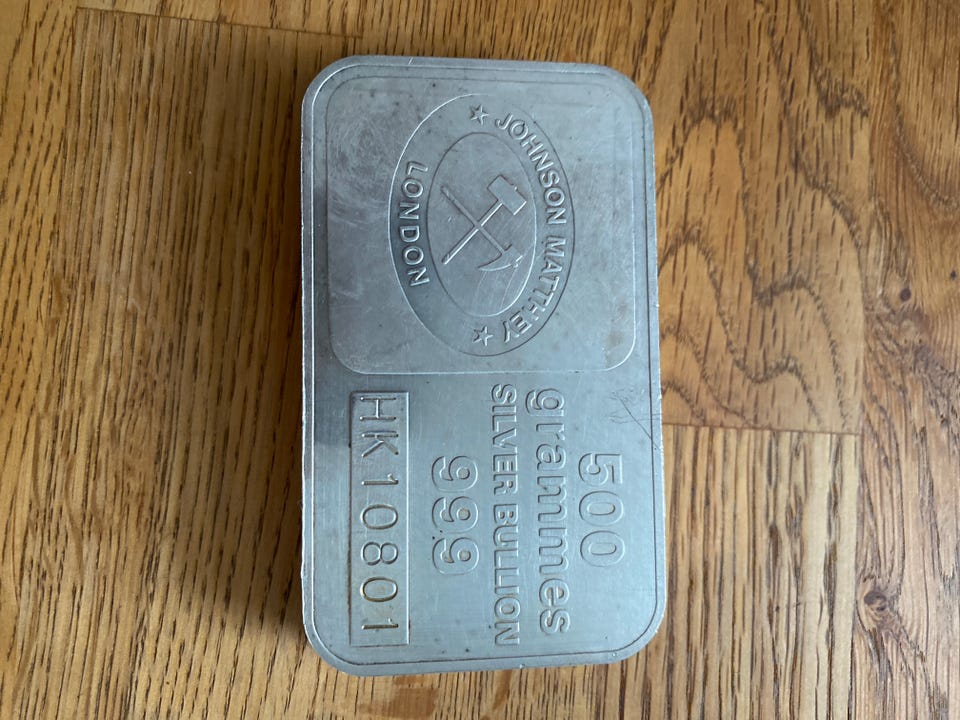 ★ JOHNSON MATTHEY ★
LONDON
500
grammes
SILVER BULLION
999
HK10801